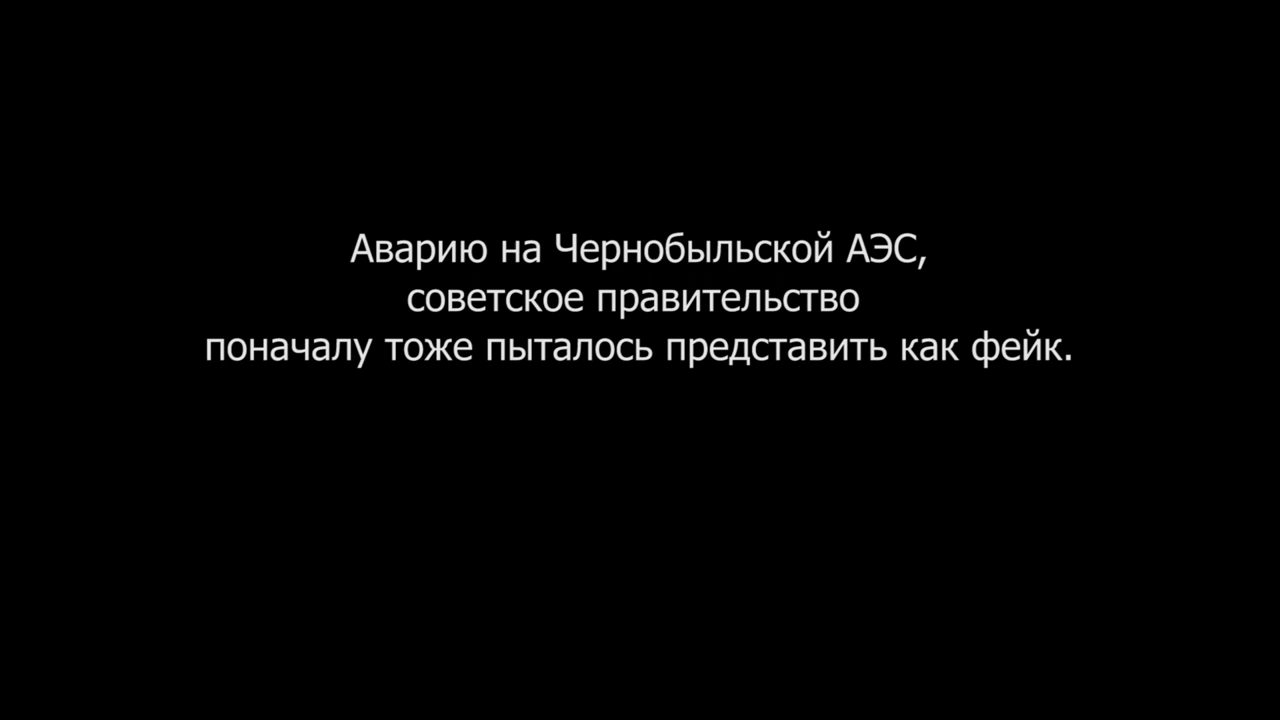 Аварию на Чернобыльской АЭС,
советское правительство
поначалу тоже пыталось представить как фейк.